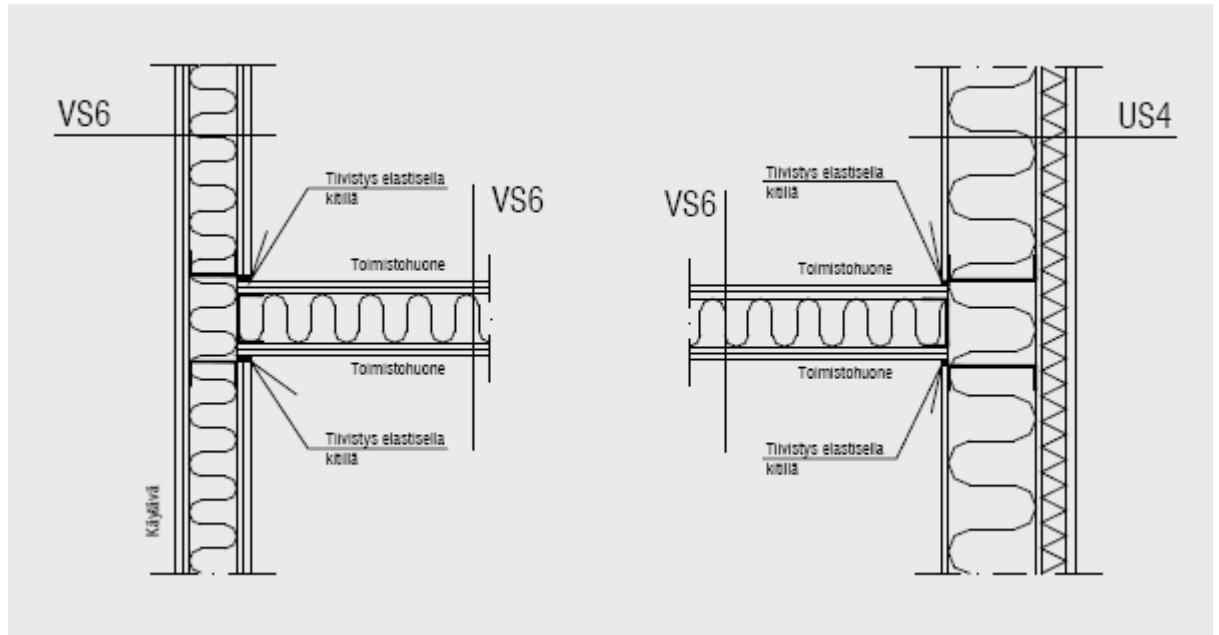 VS6
Tiivistys elastisella
kitillä
VS6
Toimistohuone
Toimistohuone
Tiivistys elastisella
kitillä
Käytävä
US4
Tiivistys elastisella
kitillä
VS6
Toimistohuone
Toimistohuone
Tiivistys elastisella
kitillä